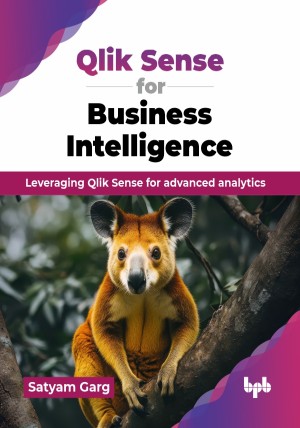 Qlik Sense
for
Business
Intelligence
Leveraging Qlik Sense for advanced analytics
Satyam Garg
bpb